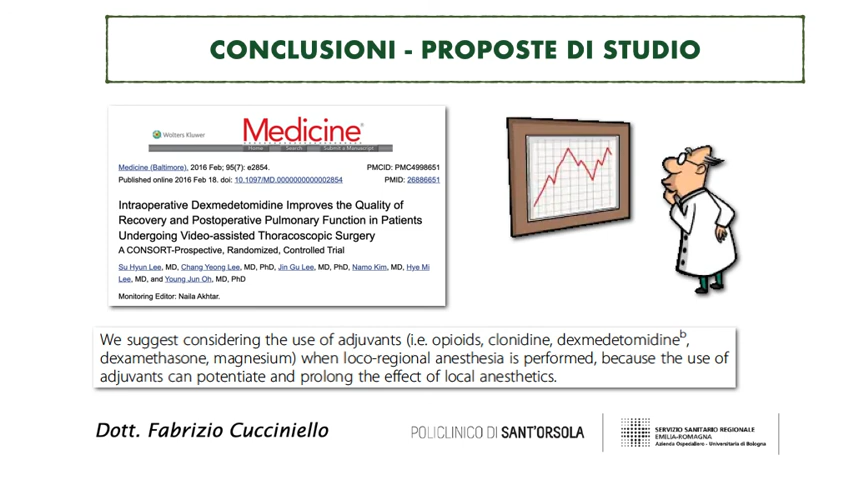 CONCLUSIONI - PROPOSTE DI STUDIO
Wolters Kluwer
Medicine®
Home Search Submit a Manuscript
Medicine (Baltimore). 2016 Feb; 95(7): e2854.
PMCID: PMC4998651
Published online 2016 Feb 18. doi: 10.1097/MD.0000000000002854
PMID: 26886651
Intraoperative Dexmedetomidine Improves the Quality of
Recovery and Postoperative Pulmonary Function in Patients
Undergoing Video-assisted Thoracoscopic Surgery
A CONSORT-Prospective, Randomized, Controlled Trial
Su Hyun Lee, MD, Chang Yeong Lee, MD, PhD, Jin Gu Lee, MD, PhD, Namo Kim, MD, Hye Mi
Lee, MD, and Young Jun Oh, MD, PhD
Monitoring Editor: Naila Akhtar.
We suggest considering the use of adjuvants (i.e. opioids, clonidine, dexmedetomidineᵇ,
dexamethasone, magnesium) when loco-regional anesthesia is performed, because the use of
adjuvants can potentiate and prolong the effect of local anesthetics.
Dott. Fabrizio Cucciniello
POLICLINICO DI SANT'ORSOLA
SERVIZIO SANITARIO REGIONALE
EMILIA-ROMAGNA
Azienda Ospedaliero - Universitaria di Bologna